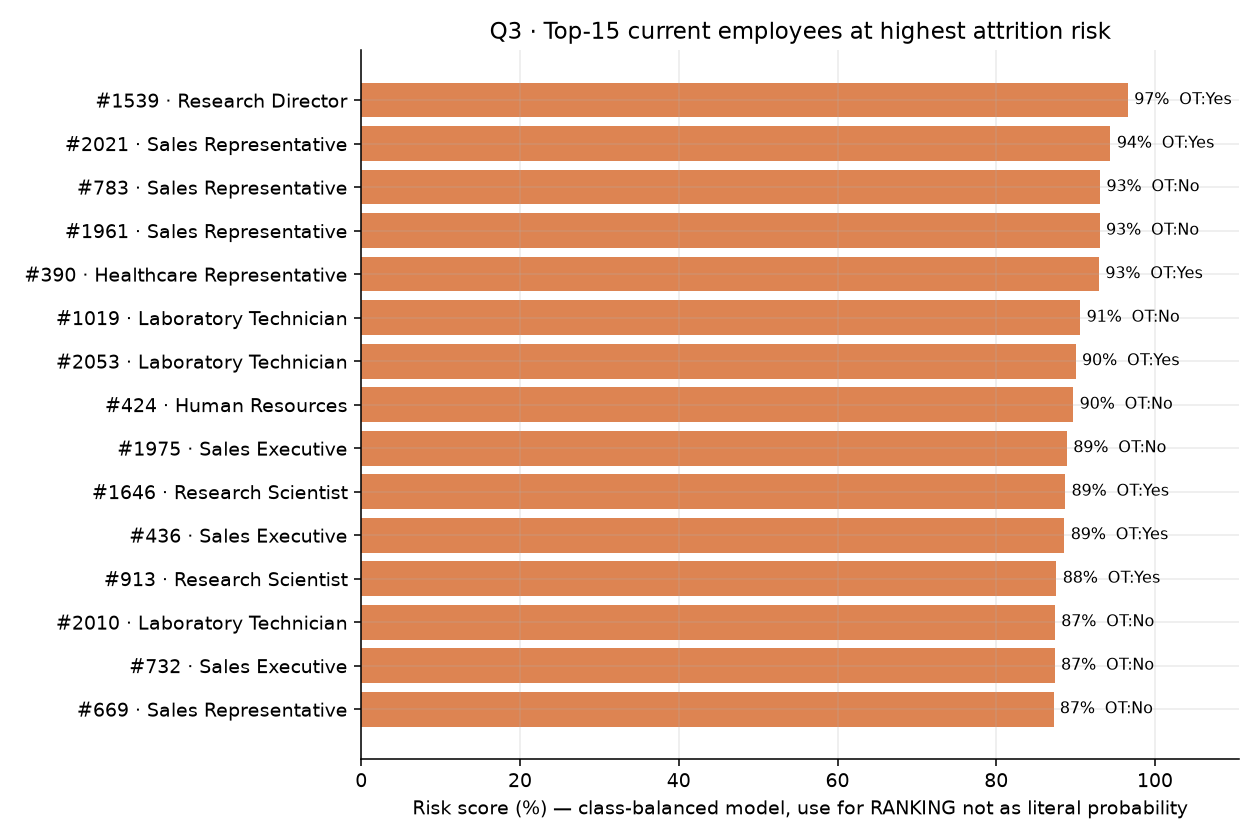 Q3 · Top-15 current employees at highest attrition risk
#1539 · Research Director 97% OT:Yes
#2021 · Sales Representative 94% OT:Yes
#783 · Sales Representative 93% OT:No
#1961 · Sales Representative 93% OT:No
#390 · Healthcare Representative 93% OT:Yes
#1019 · Laboratory Technician 91% OT:No
#2053 · Laboratory Technician 90% OT:Yes
#424 · Human Resources 90% OT:No
#1975 · Sales Executive 89% OT:No
#1646 · Research Scientist 89% OT:Yes
#436 · Sales Executive 89% OT:Yes
#913 · Research Scientist 88% OT:Yes
#2010 · Laboratory Technician 87% OT:No
#732 · Sales Executive 87% OT:No
#669 · Sales Representative 87% OT:No
0 20 40 60 80 100
Risk score (%) — class-balanced model, use for RANKING not as literal probability